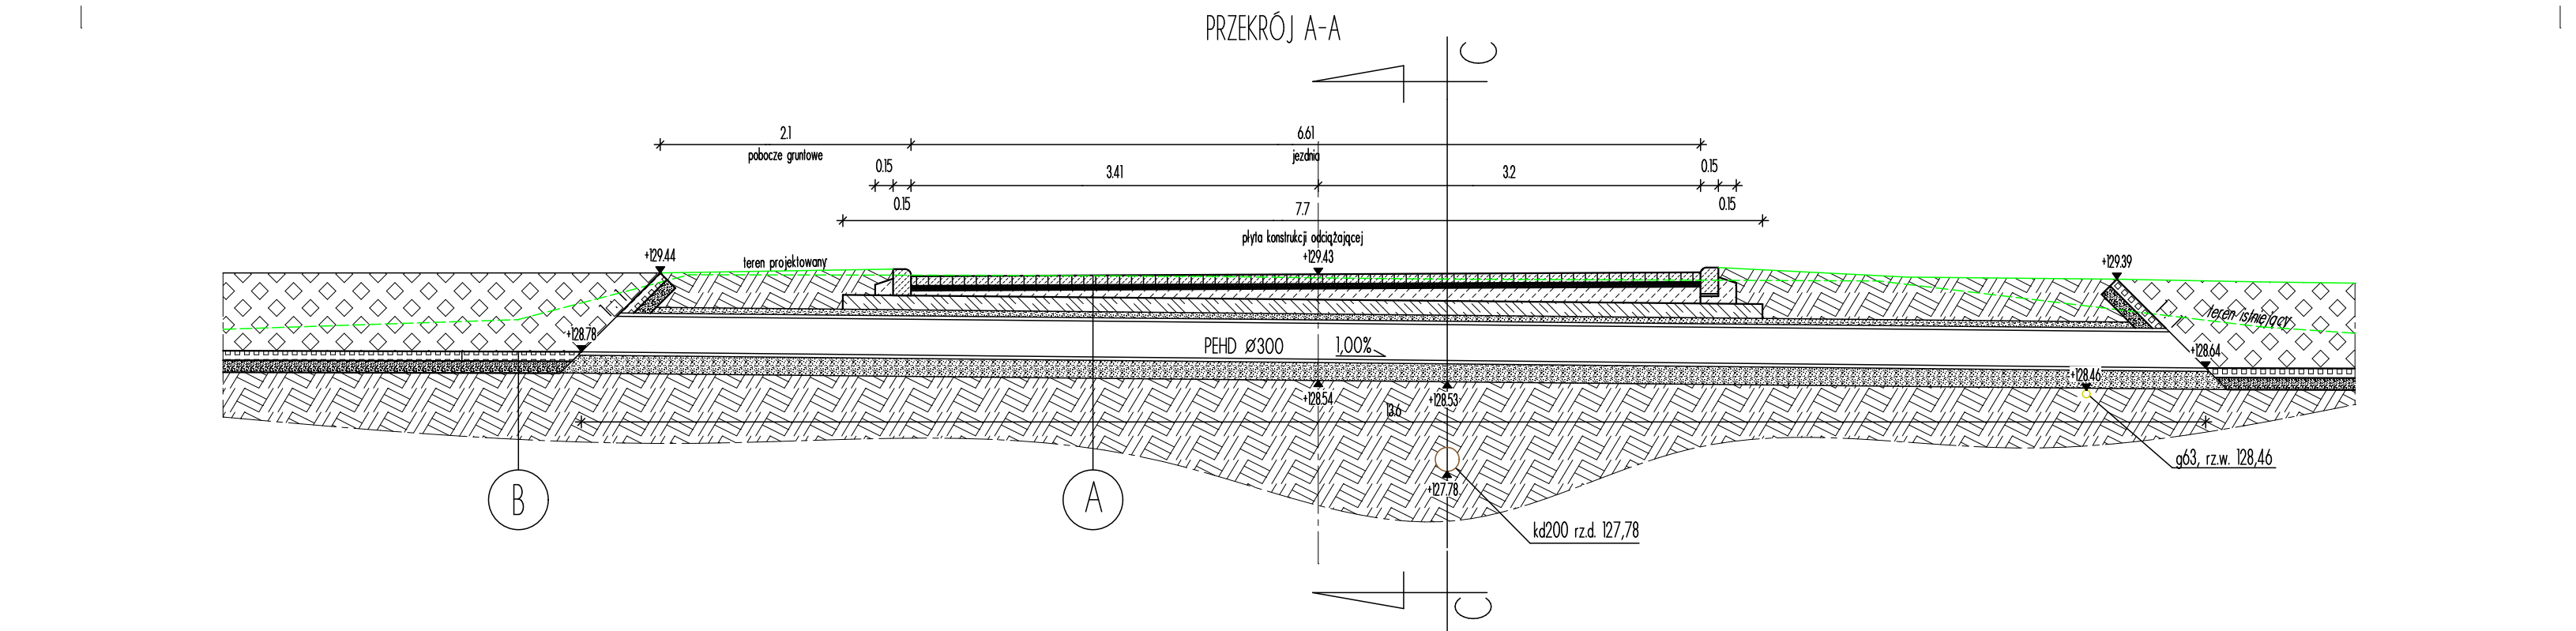 PRZEKRÓJ A-A
C
2.1
6.61
pobocze gruntowe
jezdnia
0.15
3.41
3.2
0.15
0.15
7.7
0.15
płyta konstrukcji odciążającej
+129.44
teren projektowany
+129.43
+129.39
teren istniejący
+128.78
PEHD Ø300
1,00%
+128.64
+128.46
+128.54
+128.53
13.6
g63, rz.w. 128,46
B
A
+127.78
kd200 rz.d. 127,78
C